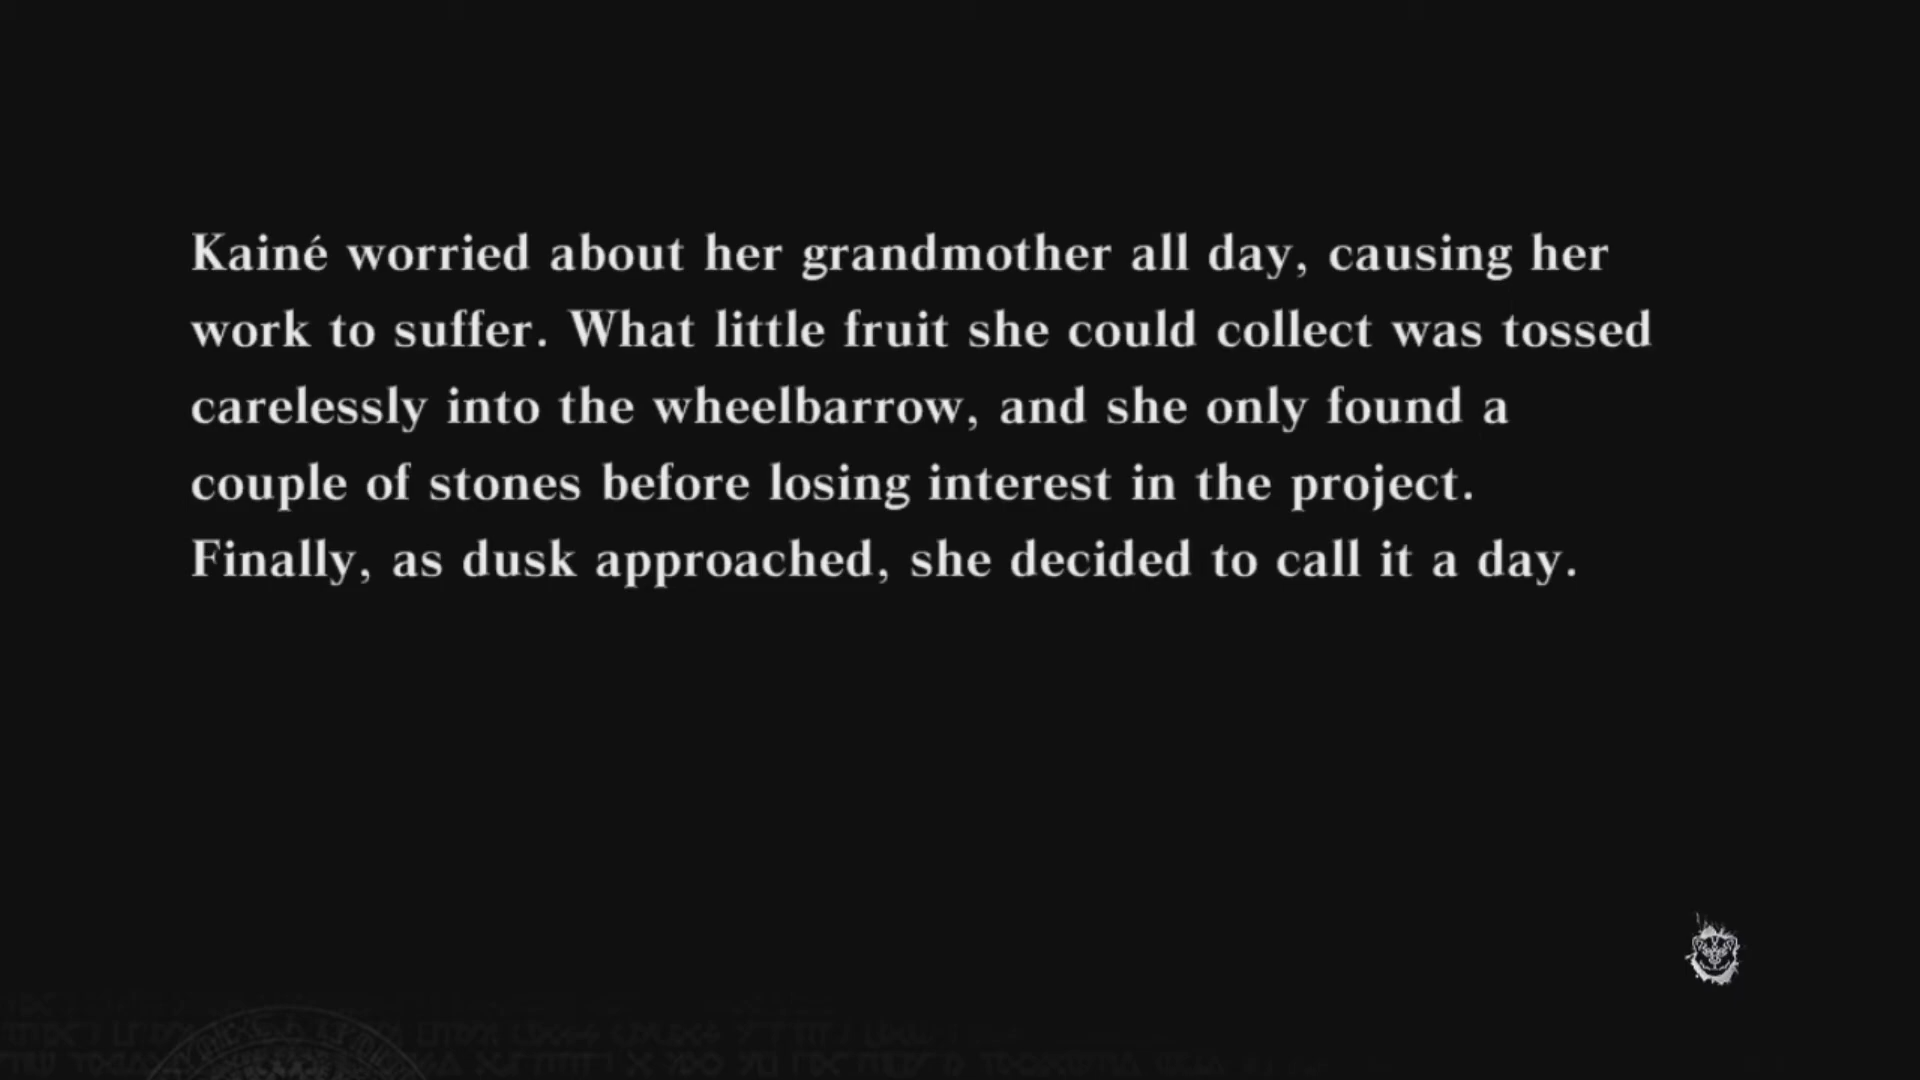 Kainé worried about her grandmother all day, causing her
work to suffer. What little fruit she could collect was tossed
carelessly into the wheelbarrow, and she only found a
couple of stones before losing interest in the project.
Finally, as dusk approached, she decided to call it a day.